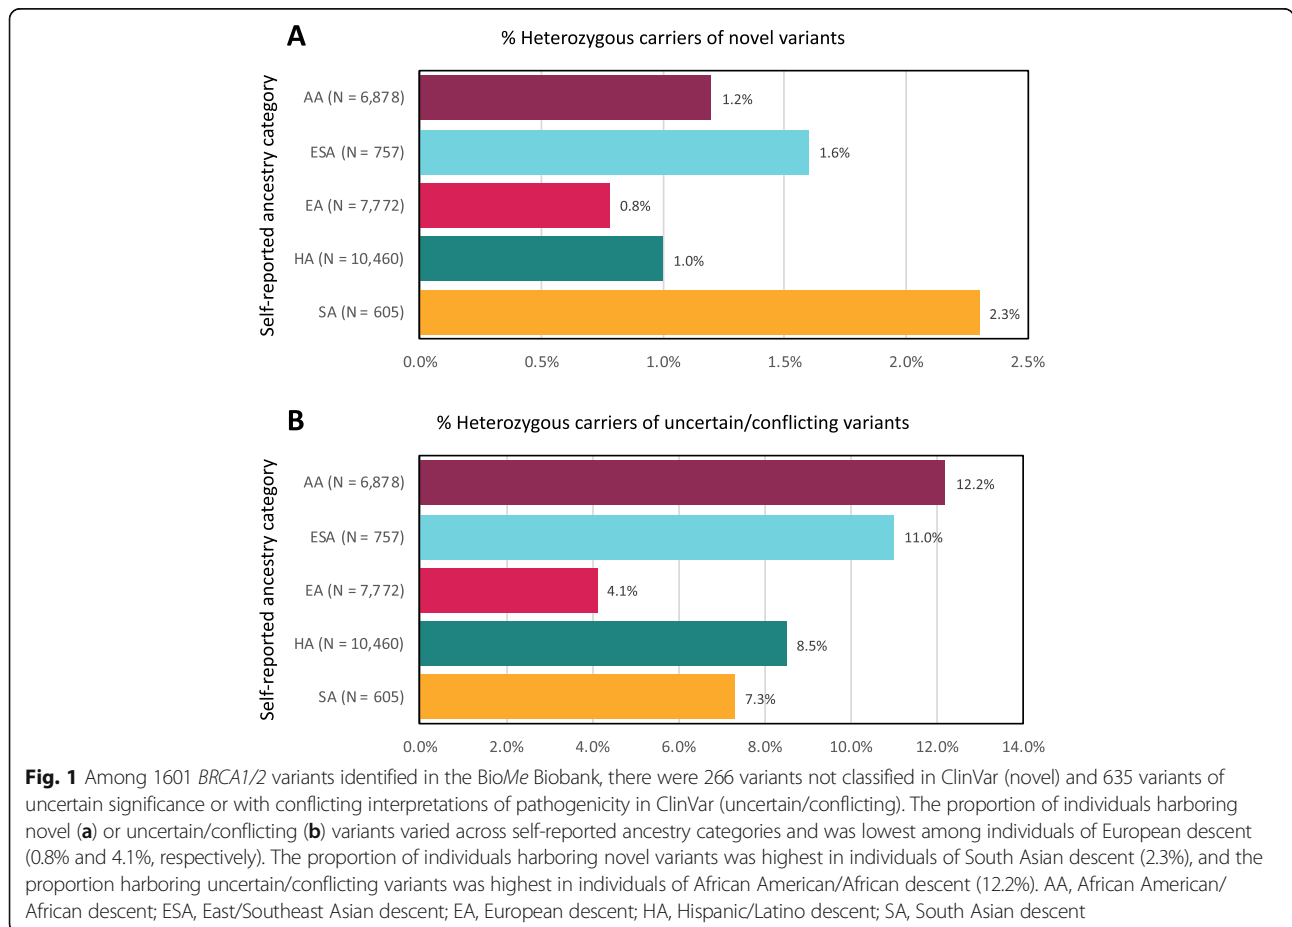 A
% Heterozygous carriers of novel variants
Self-reported ancestry category
AA (N = 6,878)
1.2%
ESA (N = 757)
1.6%
EA (N = 7,772)
0.8%
HA (N = 10,460)
1.0%
SA (N = 605)
2.3%
0.0% 0.5% 1.0% 1.5% 2.0% 2.5%
B
% Heterozygous carriers of uncertain/conflicting variants
Self-reported ancestry category
AA (N = 6,878)
12.2%
ESA (N = 757)
11.0%
EA (N = 7,772)
4.1%
HA (N = 10,460)
8.5%
SA (N = 605)
7.3%
0.0% 2.0% 4.0% 6.0% 8.0% 10.0% 12.0% 14.0%
Fig. 1 Among 1601 BRCA1/2 variants identified in the BioMe Biobank, there were 266 variants not classified in ClinVar (novel) and 635 variants of
uncertain significance or with conflicting interpretations of pathogenicity in ClinVar (uncertain/conflicting). The proportion of individuals harboring
novel (a) or uncertain/conflicting (b) variants varied across self-reported ancestry categories and was lowest among individuals of European descent
(0.8% and 4.1%, respectively). The proportion of individuals harboring novel variants was highest in individuals of South Asian descent (2.3%), and the
proportion harboring uncertain/conflicting variants was highest in individuals of African American/African descent (12.2%). AA, African American/
African descent; ESA, East/Southeast Asian descent; EA, European descent; HA, Hispanic/Latino descent; SA, South Asian descent